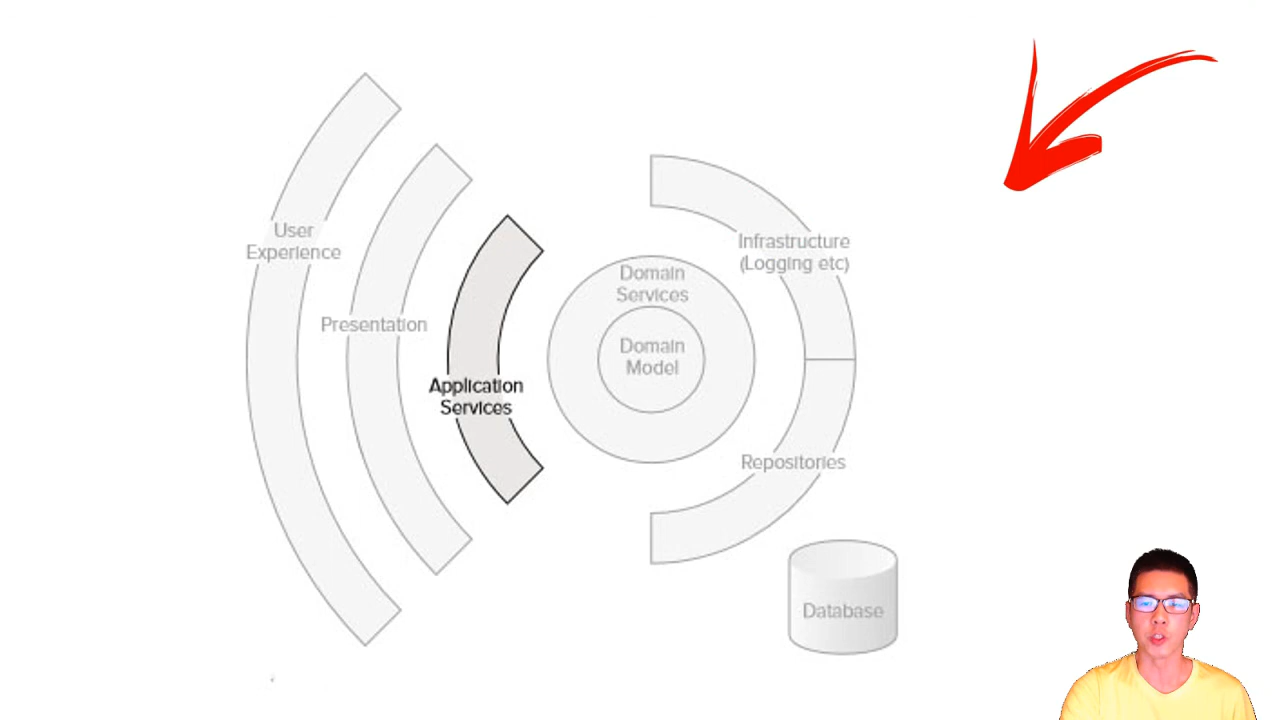 User
Experience
Presentation
Application
Services
Domain
Services
Domain
Model
Infrastructure
(Logging etc)
Repositories
Database